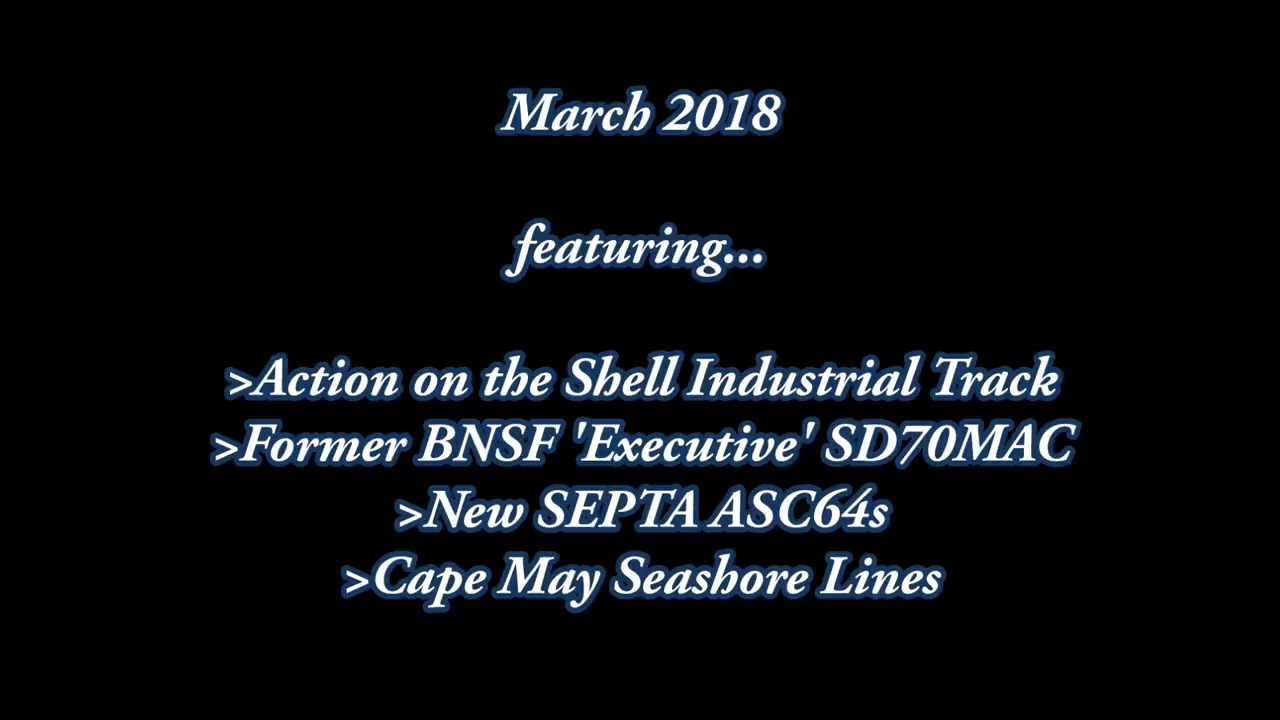 March 2018
featuring...
>Action on the Shell Industrial Track
>Former BNSF 'Executive' SD70MAC
>New SEPTA ASC64s
>Cape May Seashore Lines